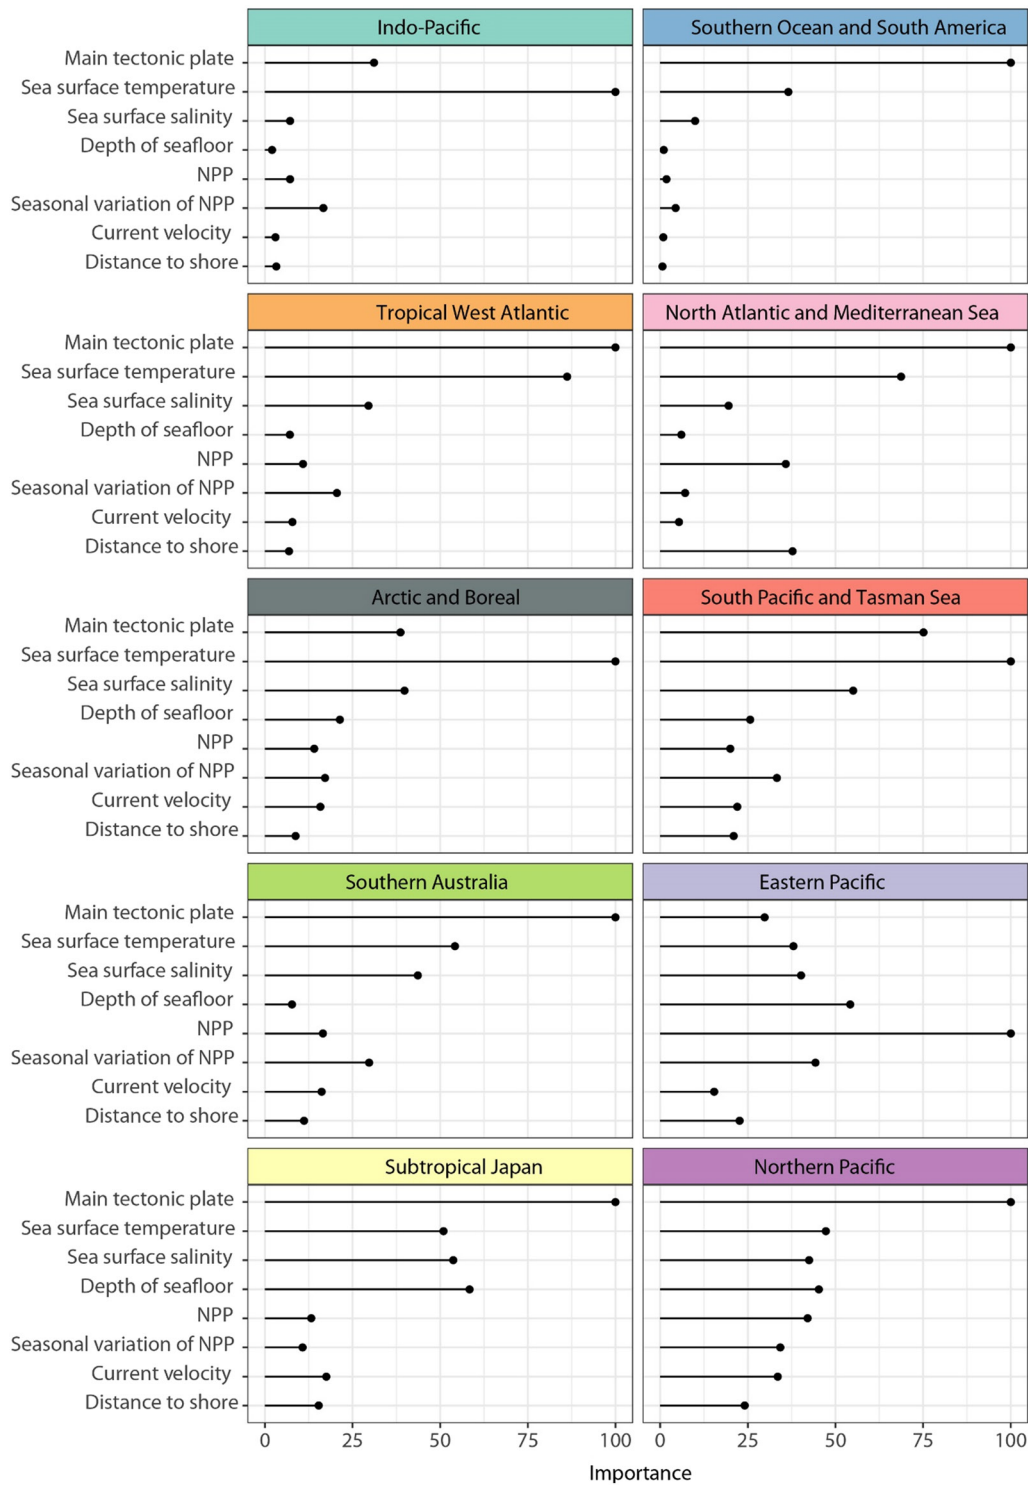 Indo-Pacific
Southern Ocean and South America
Main tectonic plate
Sea surface temperature
Sea surface salinity
Depth of seafloor
NPP
Seasonal variation of NPP
Current velocity
Distance to shore
Tropical West Atlantic
North Atlantic and Mediterranean Sea
Main tectonic plate
Sea surface temperature
Sea surface salinity
Depth of seafloor
NPP
Seasonal variation of NPP
Current velocity
Distance to shore
Arctic and Boreal
South Pacific and Tasman Sea
Main tectonic plate
Sea surface temperature
Sea surface salinity
Depth of seafloor
NPP
Seasonal variation of NPP
Current velocity
Distance to shore
Southern Australia
Eastern Pacific
Main tectonic plate
Sea surface temperature
Sea surface salinity
Depth of seafloor
NPP
Seasonal variation of NPP
Current velocity
Distance to shore
Subtropical Japan
Northern Pacific
Main tectonic plate
Sea surface temperature
Sea surface salinity
Depth of seafloor
NPP
Seasonal variation of NPP
Current velocity
Distance to shore
0 25 50 75 100
0 25 50 75 100
Importance